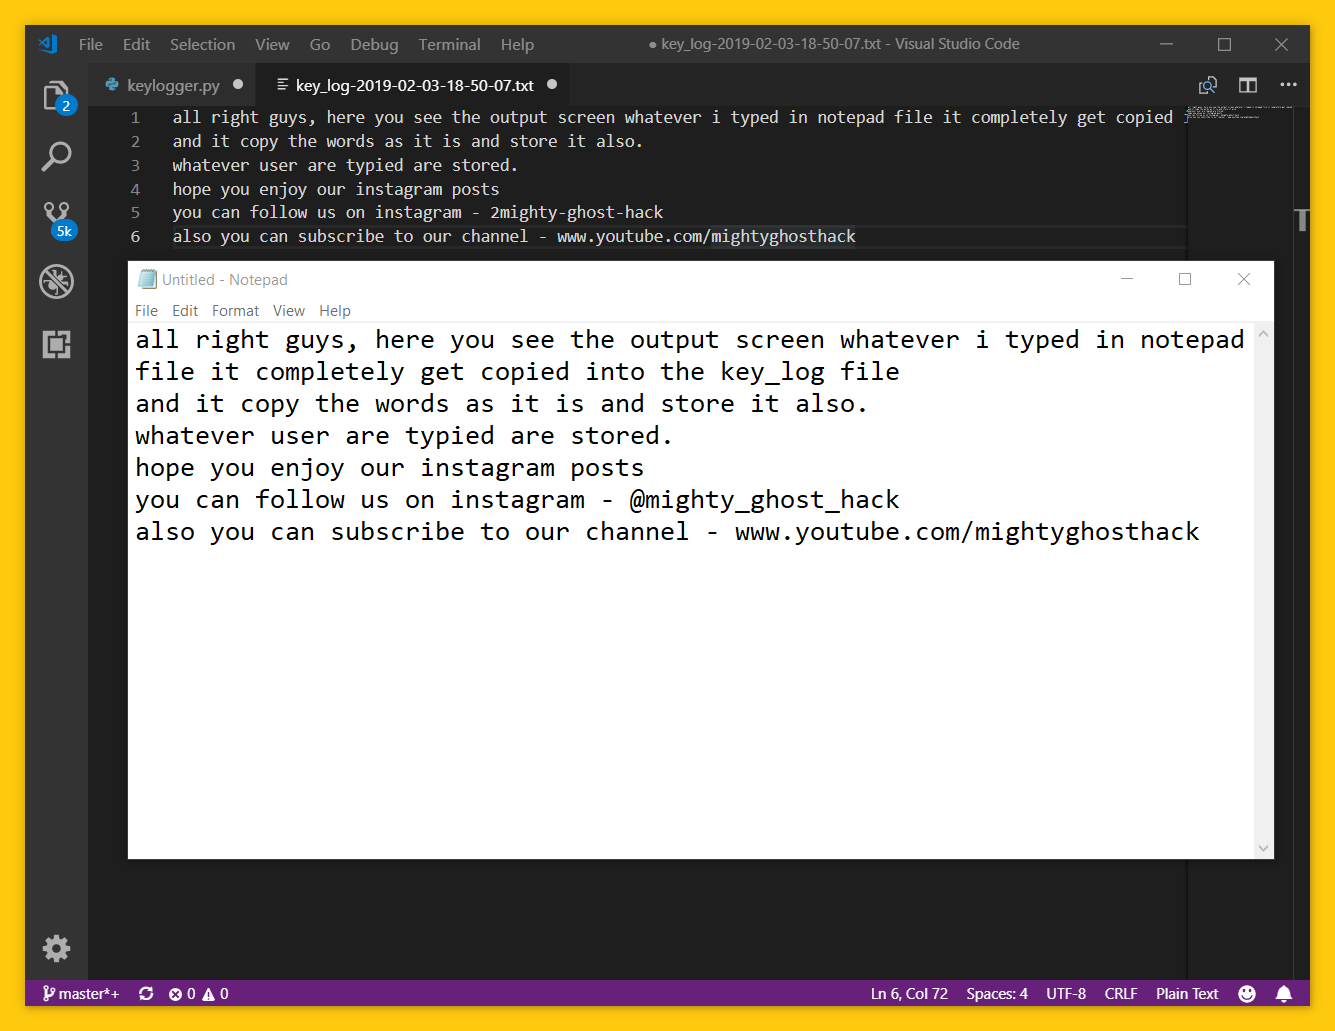 File Edit Selection View Go Debug Terminal Help ● key_log-2019-02-03-18-50-07.txt - Visual Studio Code
keylogger.py key_log-2019-02-03-18-50-07.txt
2
5k
1 all right guys, here you see the output screen whatever i typed in notepad file it completely get copied
2 and it copy the words as it is and store it also.
3 whatever user are typied are stored.
4 hope you enjoy our instagram posts
5 you can follow us on instagram - 2mighty-ghost-hack
6 also you can subscribe to our channel - www.youtube.com/mightyghosthack
T
Untitled - Notepad
File Edit Format View Help
all right guys, here you see the output screen whatever i typed in notepad
file it completely get copied into the key_log file
and it copy the words as it is and store it also.
whatever user are typied are stored.
hope you enjoy our instagram posts
you can follow us on instagram - @mighty_ghost_hack
also you can subscribe to our channel - www.youtube.com/mightyghosthack
master*+ 0 0 Ln 6, Col 72 Spaces: 4 UTF-8 CRLF Plain Text